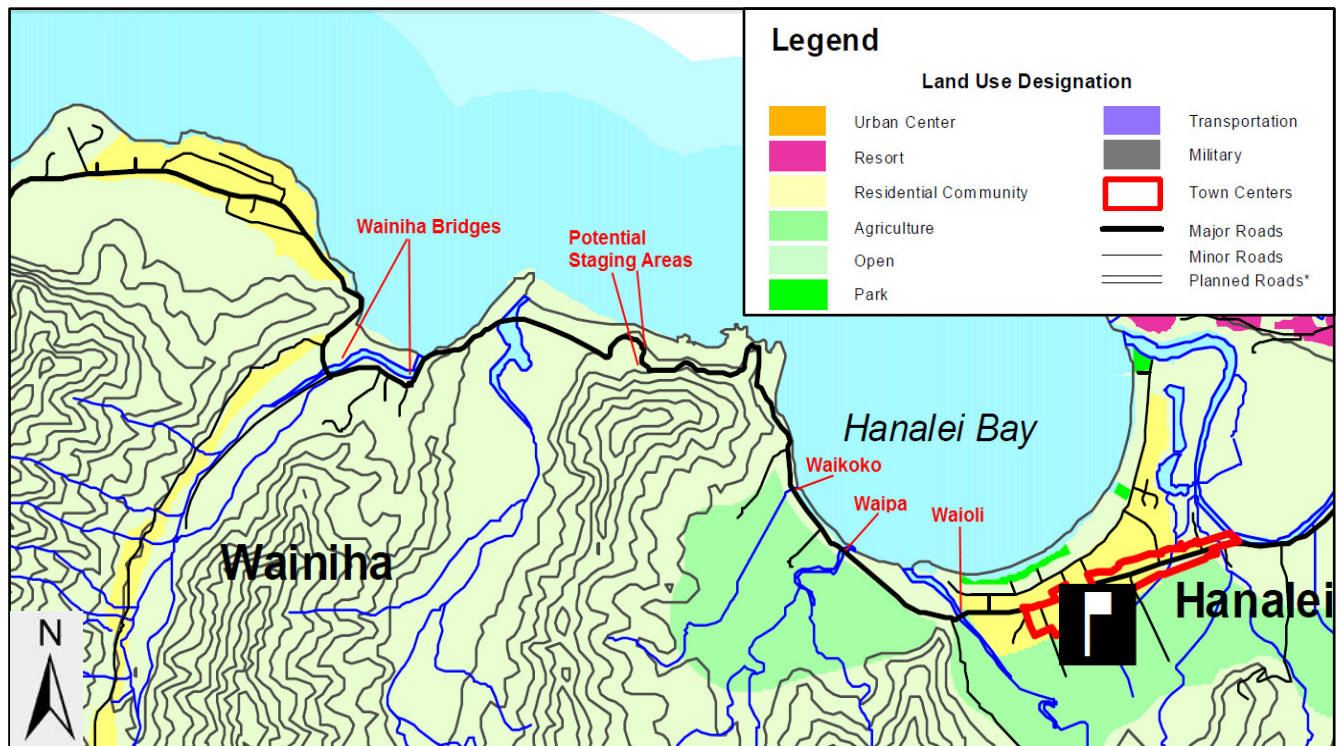 Legend
Land Use Designation
Urban Center
Resort
Residential Community
Agriculture
Open
Park
Transportation
Military
Town Centers
Major Roads
Minor Roads
Planned Roads*
Wainiha Bridges
Potential
Staging Areas
Hanalei Bay
Waikoko
Waipa
Waioli
Wainiha
Hanalei
N